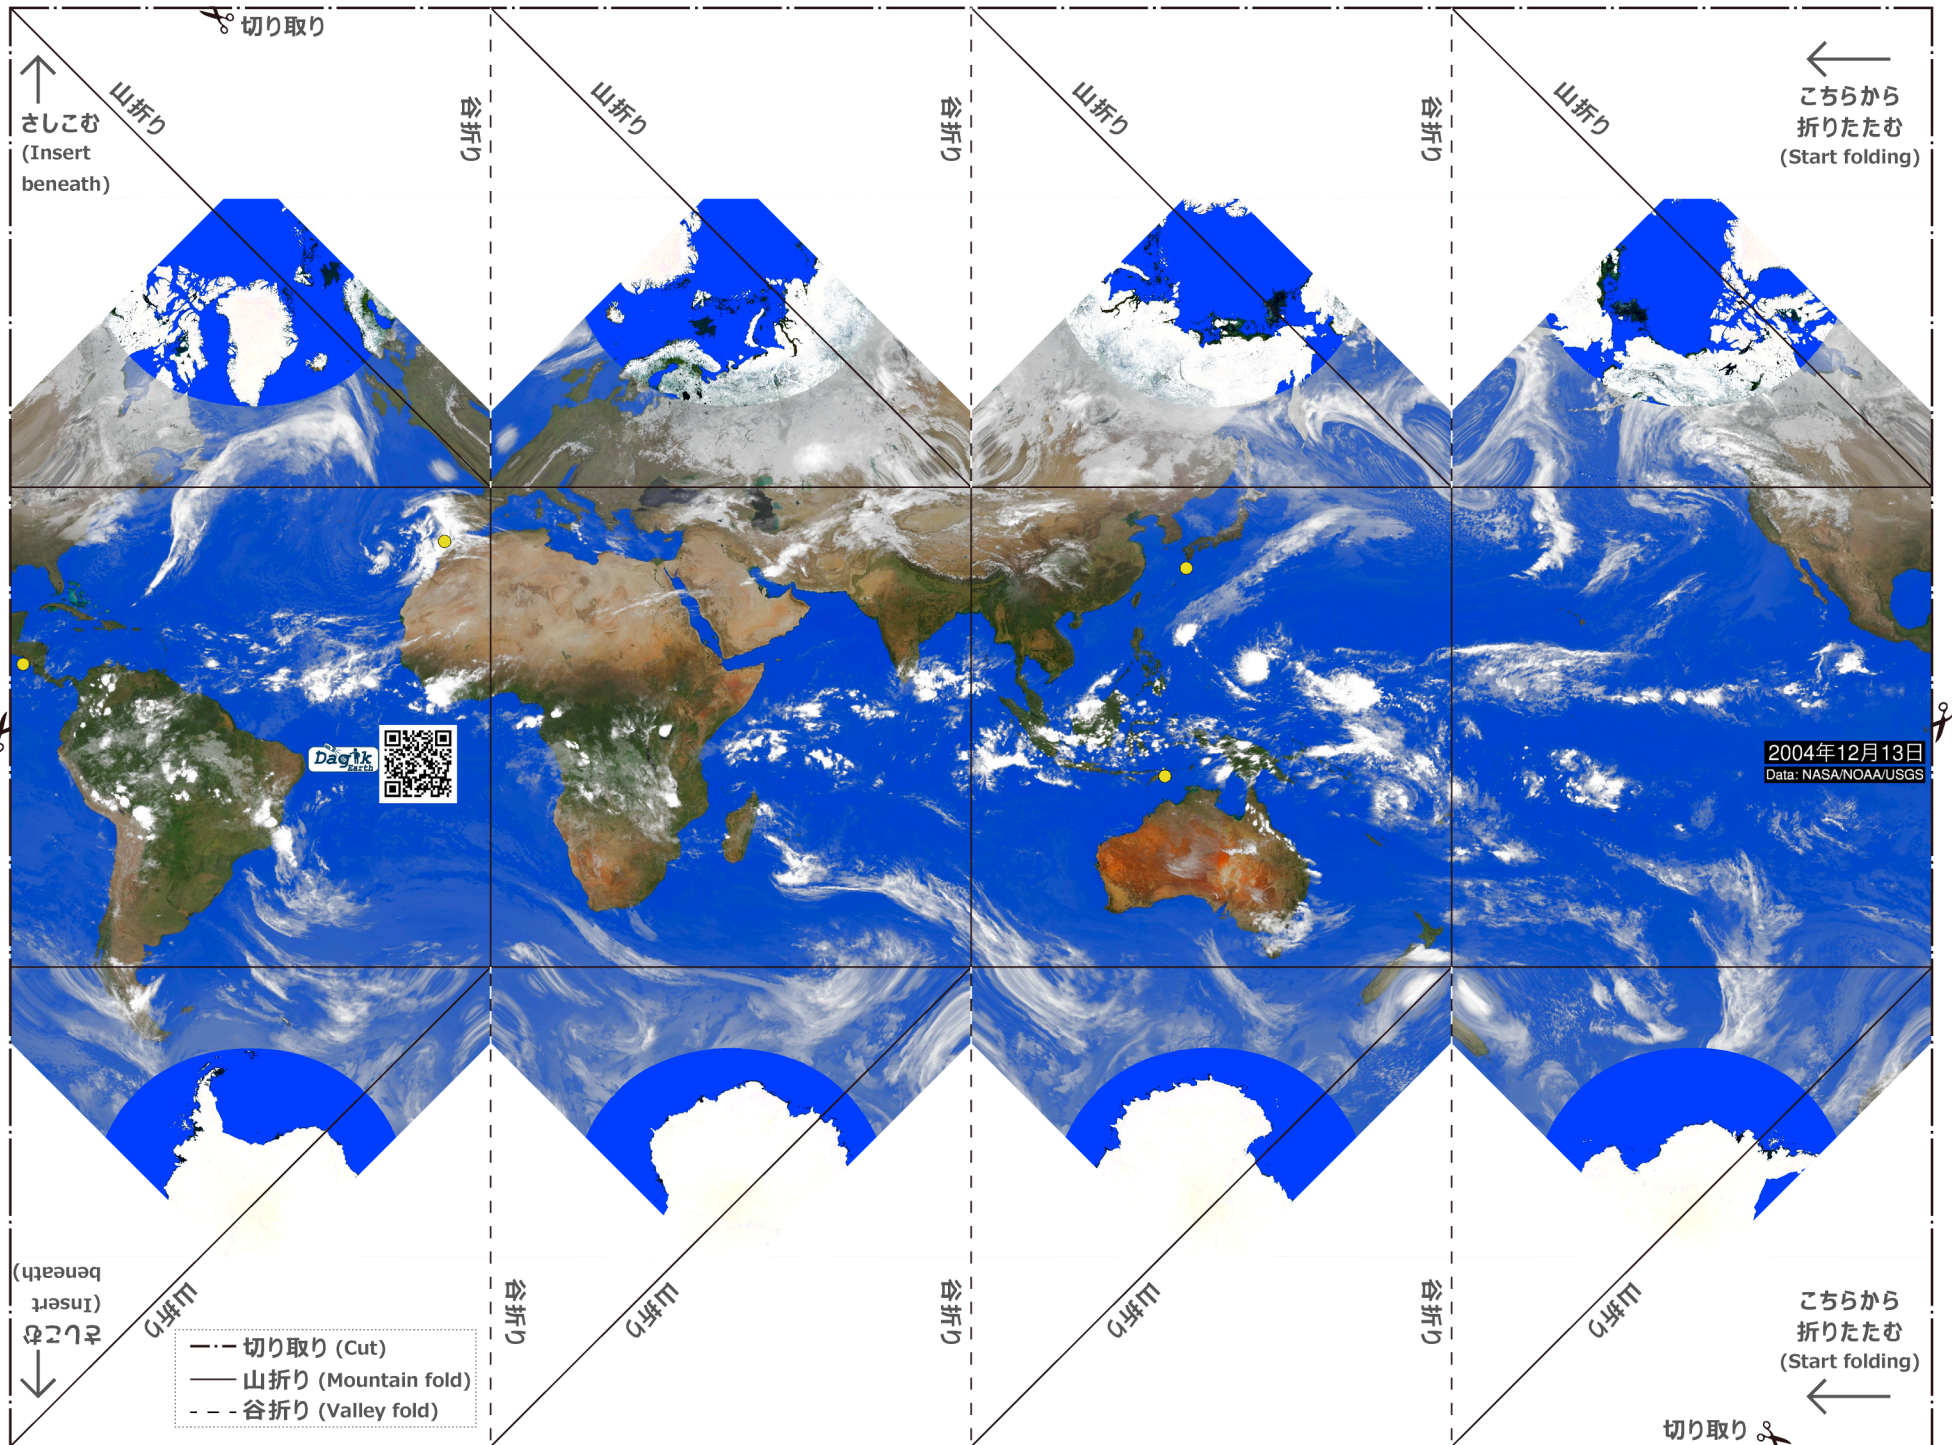 切り取り
さしこむ
(Insert
beneath)
山折り
谷折り
山折り
谷折り
山折り
谷折り
山折り
こちらから
折りたたむ
(Start folding)
Dagik
Earth
2004年12月13日
Data: NASA/NOAA/USGS
さしこむ
(Insert
beneath)
山折り
谷折り
山折り
谷折り
山折り
谷折り
山折り
こちらから
折りたたむ
(Start folding)
切り取り (Cut)
山折り (Mountain fold)
谷折り (Valley fold)
切り取り